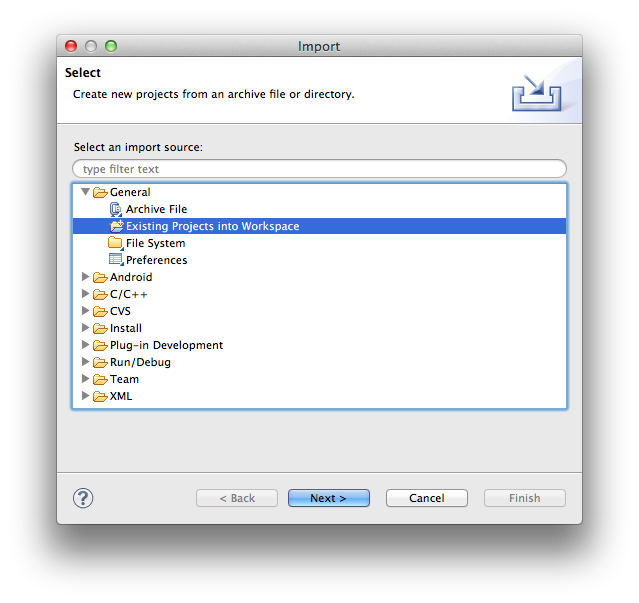 Import
Select
Create new projects from an archive file or directory.
Select an import source:
type filter text
General
Archive File
Existing Projects into Workspace
File System
Preferences
Android
C/C++
CVS
Install
Plug-in Development
Run/Debug
Team
XML
? < Back Next > Cancel Finish